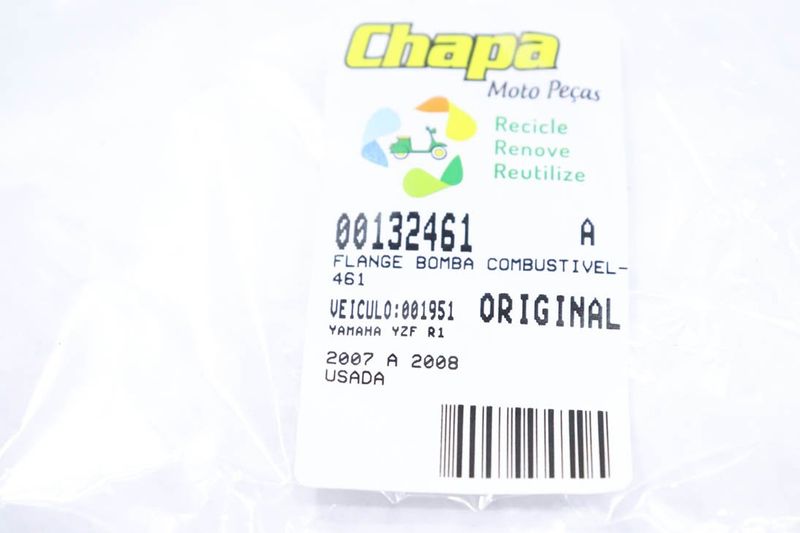 Chapa
Moto Peças
Recicle
Renove
Reutilize
00132461 A
FLANGE BOMBA COMBUSTIVEL-
461
VEICULO:001951 ORIGINAL
YAMAHA YZF R1
2007 A 2008
USADA